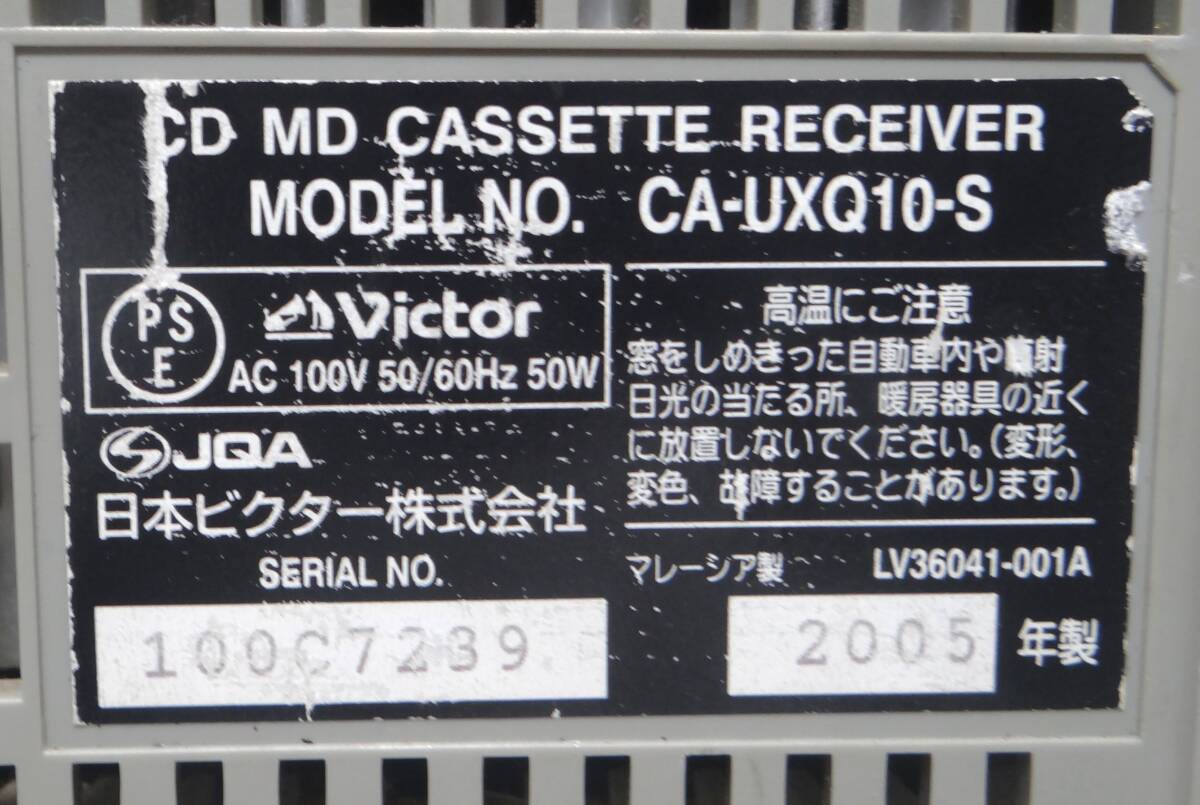 CD MD CASSETTE RECEIVER
MODEL NO. CA-UXQ10-S
PSE
Victor
AC 100V 50/60Hz 50W
JQA
日本ビクター株式会社
SERIAL NO.
100C7239
高温にご注意
窓をしめきった自動車内や直射
日光の当たる所、暖房器具の近く
に放置しないでください。(変形、
変色、故障することがあります。)
マレーシア製 LV36041-001A
2005 年製